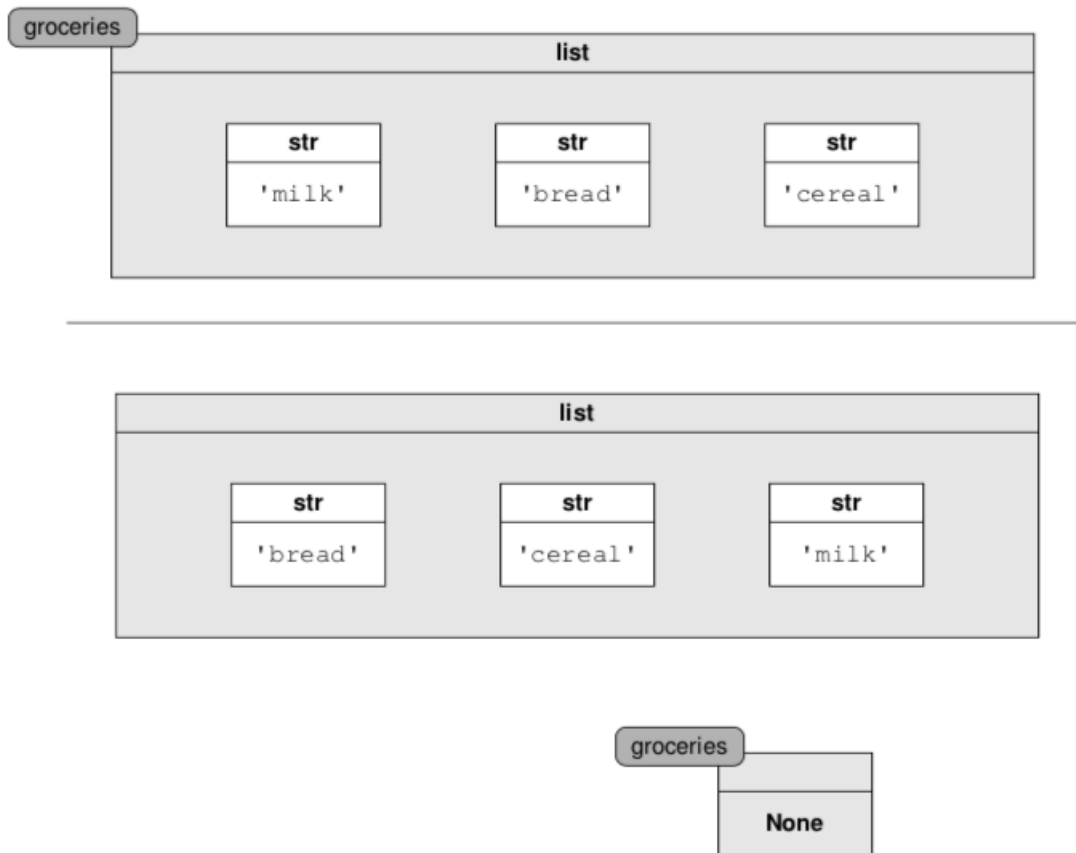 groceries
list
str str str
'milk' 'bread' 'cereal'
list
str str str
'bread' 'cereal' 'milk'
groceries
None